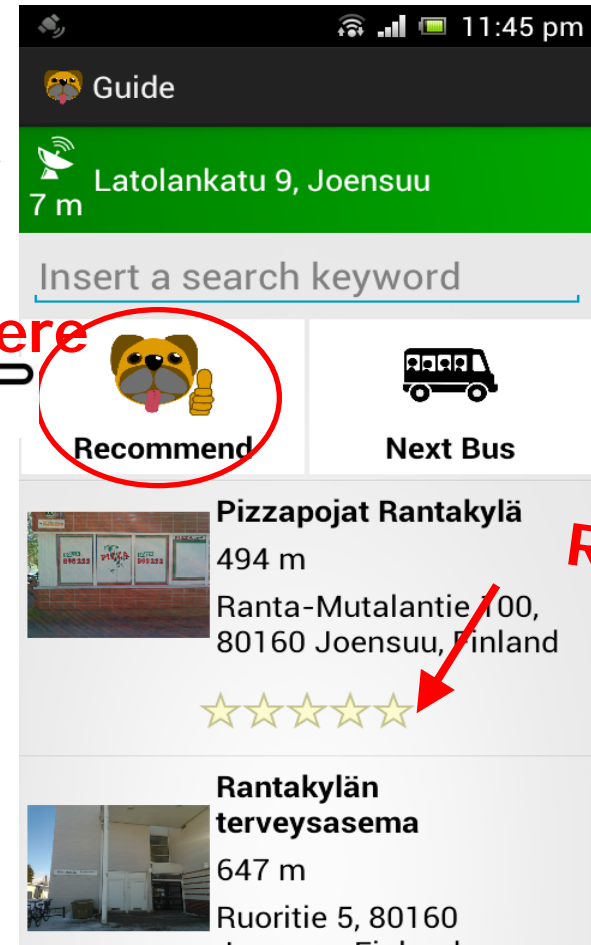 11:45 pm
Guide
7 m
Latolankatu 9, Joensuu
Insert a search keyword
ere
Recommend
Next Bus
Pizzapojat Rantakylä
494 m
Ranta-Mutalantie 100,
80160 Joensuu, Finland
R
Rantakylän
terveysasema
647 m
Ruoritie 5, 80160